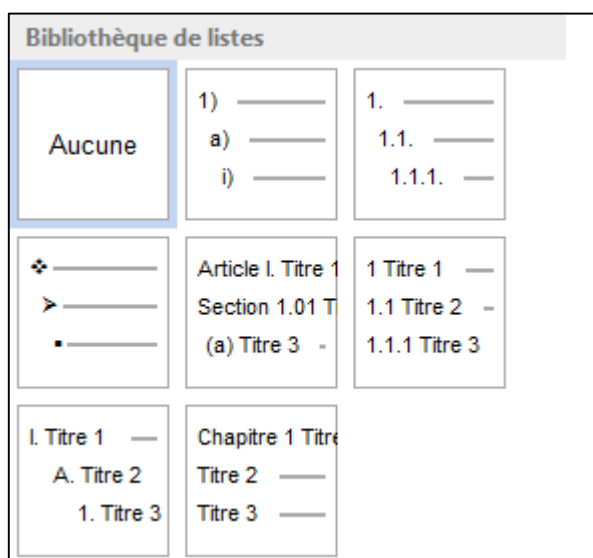 Bibliothèque de listes
Aucune
1)
a)
i)
1.
1.1.
1.1.1.
Article I. Titre 1
Section 1.01
(a) Titre 3
1 Titre 1
1.1 Titre 2
1.1.1 Titre 3
I. Titre 1
A. Titre 2
1. Titre 3
Chapitre 1 Titre
Titre 2
Titre 3